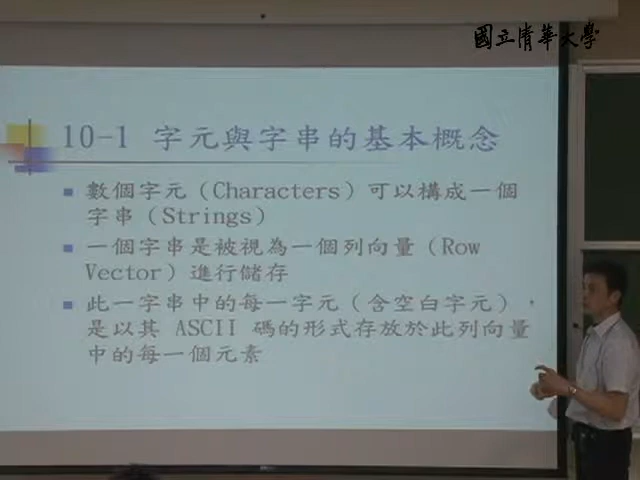 國立清華大學
10-1 字元與字串的基本概念
數個字元（Characters）可以構成一個
字串（Strings）
一個字串是被視為一個列向量（Row
Vector）進行儲存
此一字串中的每一字元（含空白字元），
是以其 ASCII 碼的形式存放於此列向量
中的每一個元素